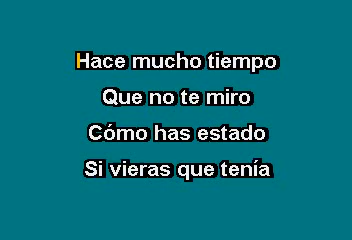 Hace mucho tiempo
Que no te miro
Cómo has estado
Si vieras que tenía